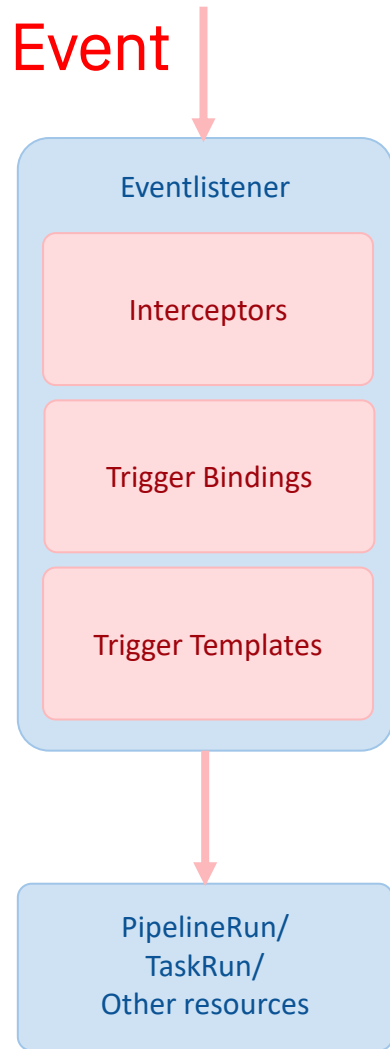 Event
Eventlistener
Interceptors
Trigger Bindings
Trigger Templates
PipelineRun/
TaskRun/
Other resources